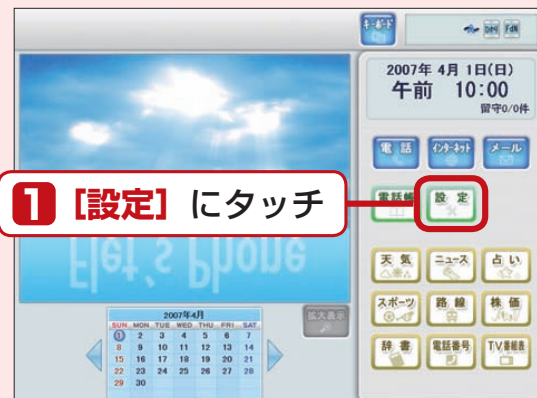 キーボード
2007年 4月 1日(日)
午前 10:00
留守0/0件
電話 インターネット メール
1 [設定] にタッチ
電話帳 設定
Flet's Phone
天気 ニュース 占い
スポーツ 路線 株価
辞書 電話番号 TV番組表
拡大表示
2007年4月
SUN MON TUE WED THU FRI SAT
1 2 3 4 5 6 7
8 9 10 11 12 13 14
15 16 17 18 19 20 21
22 23 24 25 26 27 28
29 30